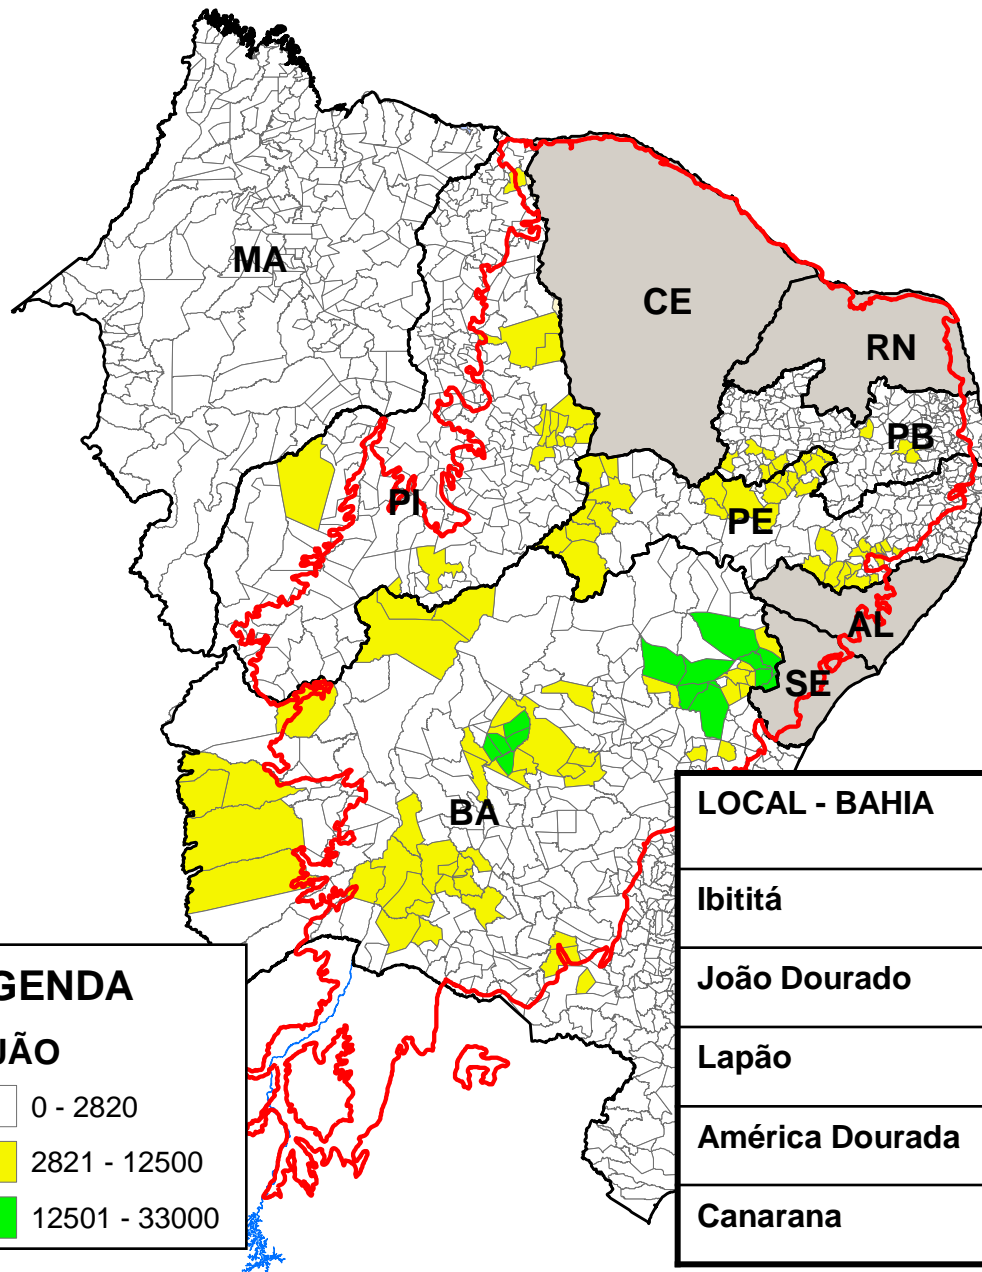 MA
CE
RN
PB
PI
PE
AL
SE
BA
LOCAL - BAHIA
Ibititá
João Dourado
Lapão
América Dourada
Canarana
GENDA
JÃO
0 - 2820
2821 - 12500
12501 - 33000